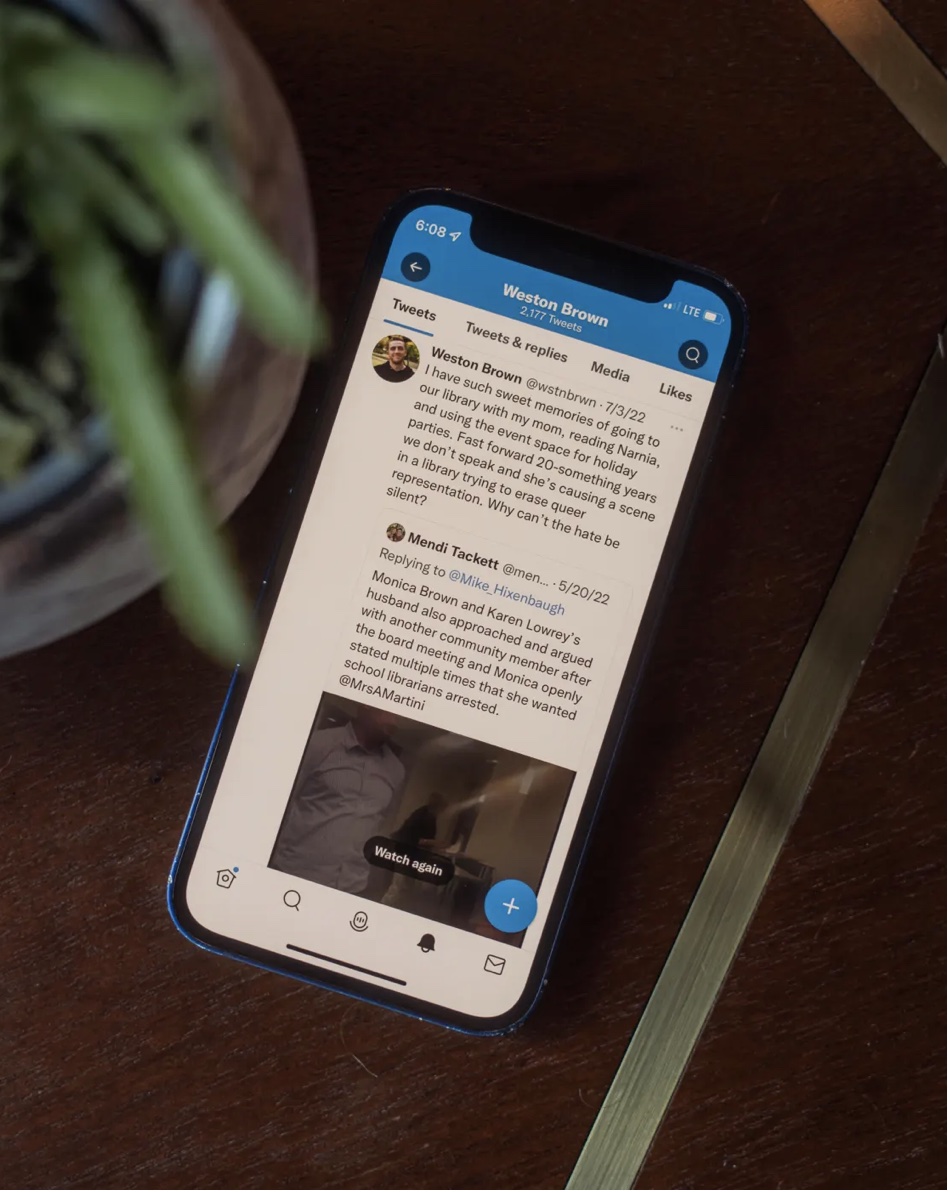 6:08
LTE
Weston Brown
2,177 Tweets
Tweets
Tweets & replies
Media
Likes
Weston Brown @wstnbrwn · 7/3/22
I have such sweet memories of going to
our library with my mom, reading Narnia,
and using the event space for holiday
parties. Fast forward 20-something years
we don't speak and she's causing a scene
in a library trying to erase queer
representation. Why can't the hate be
silent?
Mendi Tackett @men... · 5/20/22
Replying to @Mike_Hixenbaugh
Monica Brown and Karen Lowrey's
husband also approached and argued
with another community member after
the board meeting and Monica openly
stated multiple times that she wanted
school librarians arrested.
@MrsAMartini
Watch again